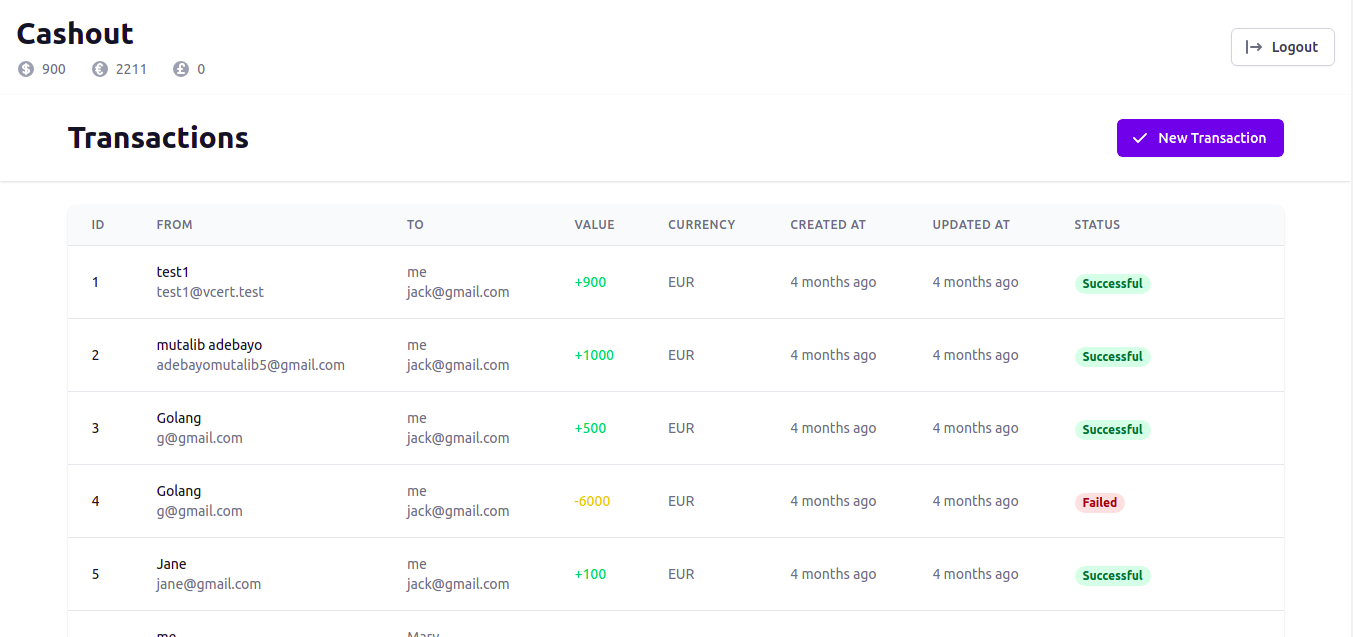 Cashout
$ 900 € 2211 £ 0
Logout
Transactions
New Transaction
ID FROM TO VALUE CURRENCY CREATED AT UPDATED AT STATUS
test1 me
1 +900 EUR 4 months ago 4 months ago Successful
test1@vcert.test jack@gmail.com
mutalib adebayo me
2 +1000 EUR 4 months ago 4 months ago Successful
adebayomutalib5@gmail.com jack@gmail.com
Golang me
3 +500 EUR 4 months ago 4 months ago Successful
g@gmail.com jack@gmail.com
Golang me
4 -6000 EUR 4 months ago 4 months ago Failed
g@gmail.com jack@gmail.com
Jane me
5 +100 EUR 4 months ago 4 months ago Successful
jane@gmail.com jack@gmail.com
me Mary